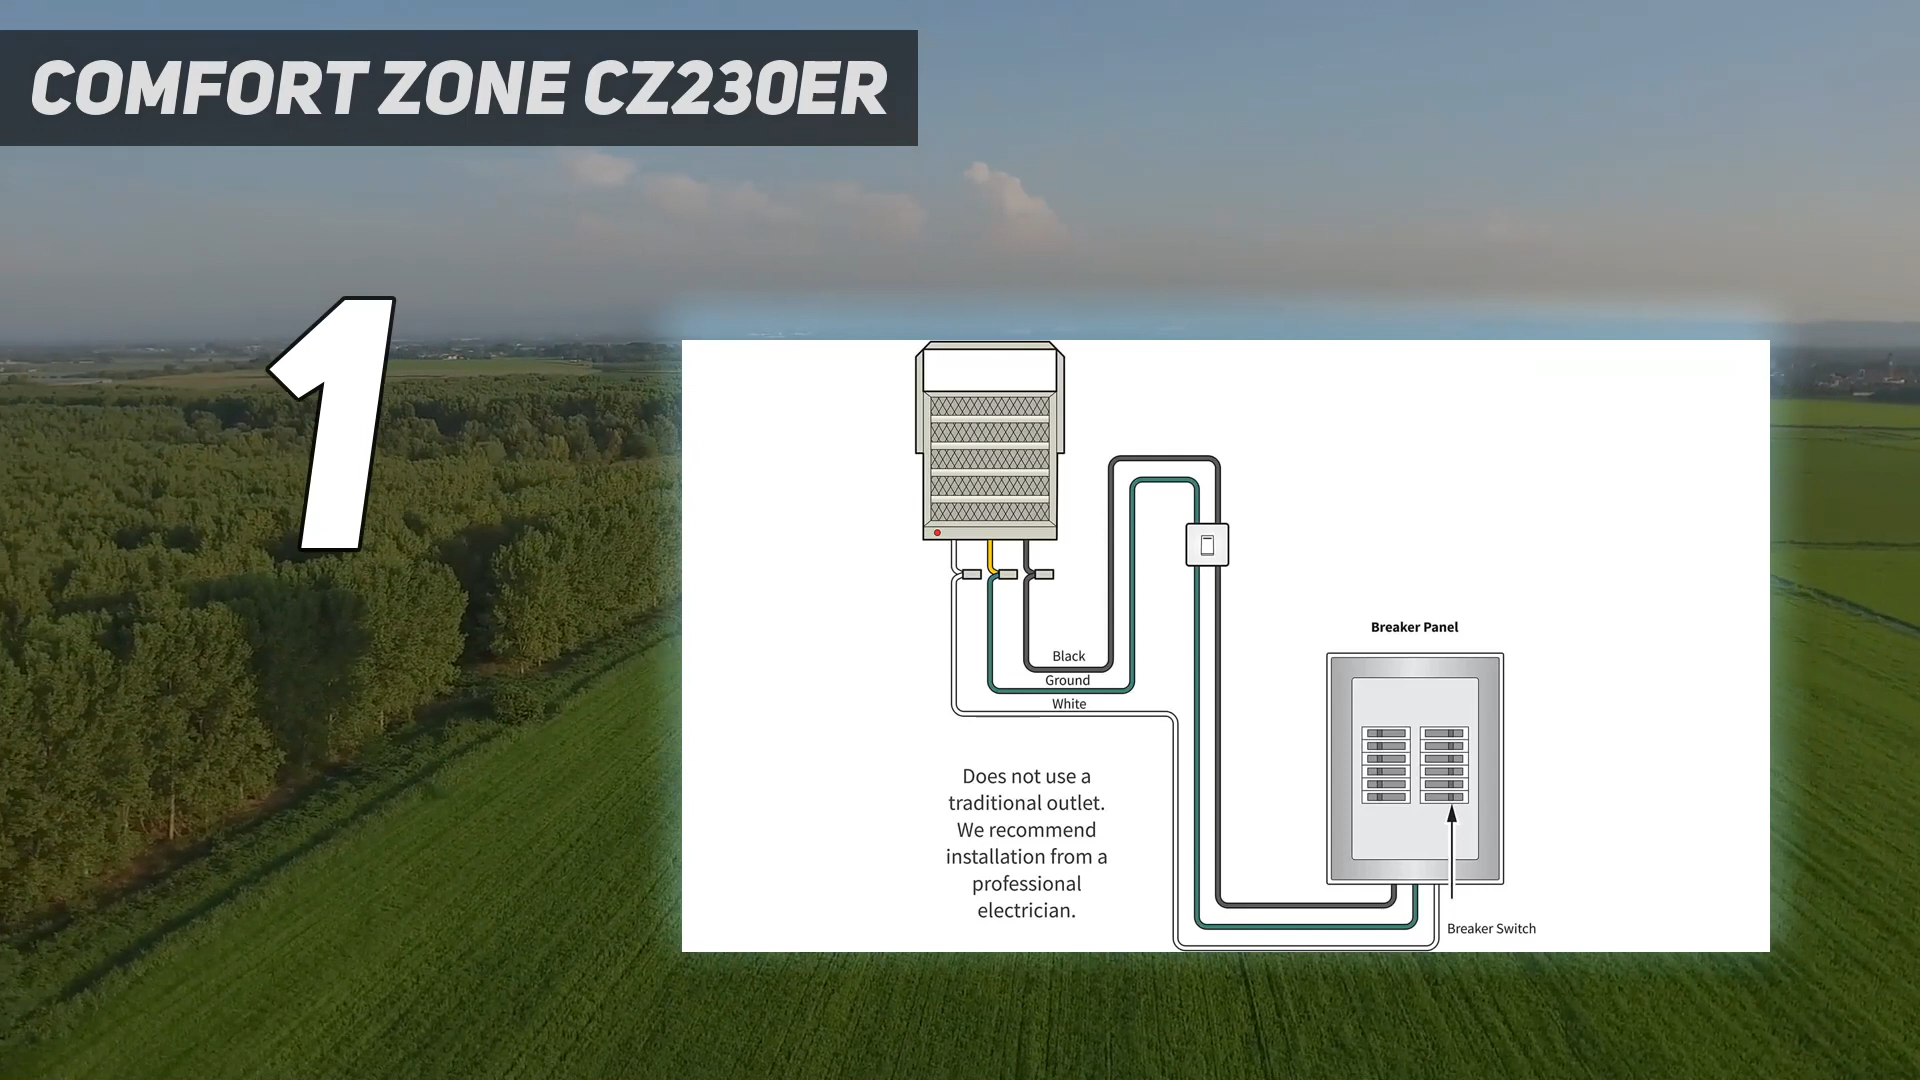 COMFORT ZONE CZ230ER
1
Breaker Panel
Black
Ground
White
Does not use a
traditional outlet.
We recommend
installation from a
professional
electrician.
Breaker Switch